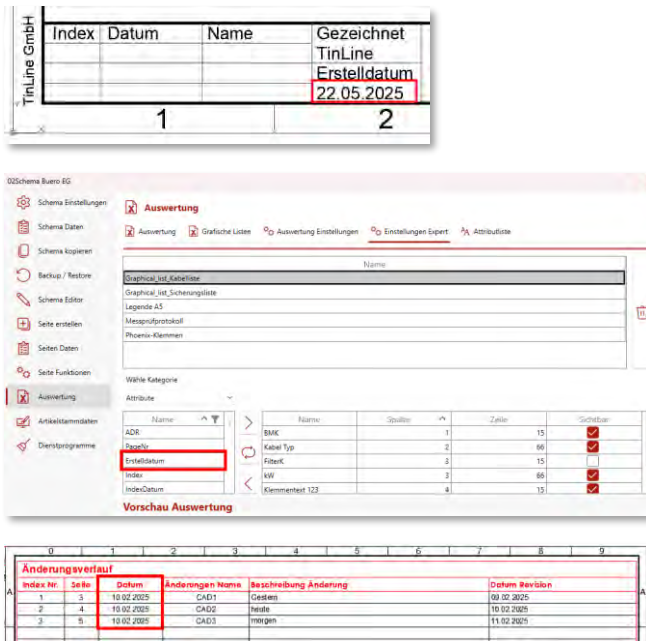 TinLine GmbH
Index Datum Name Gezeichnet
TinLine
Erstelldatum
22.05.2025
1 2
02Schema Buero EG
Schema Einstellungen
Schema Daten
Schema kopieren
Backup / Restore
Schema Editor
Seite erstellen
Seiten Daten
Seite Funktionen
Auswertung
Artikelstammdaten
Dienstprogramme
Auswertung
Auswertung Grafische Listen Auswertung Einstellungen Einstellungen Expert Attributliste
Name
Graphical_list_Kabelliste
Graphical_list_Sicherungsliste
Legende A5
Messprüfprotokoll
Phoenix-Klemmen
Wähle Kategorie
Attribute
Name
ADR
PageNr
Erstelldatum
Index
IndexDatum
Name Spalte Zeile Sichtbar
BMK 1 15
Kabel Typ 2 66
FilterK 3 15
kW 3 66
Klemmentext 123 4 15
Vorschau Auswertung
0 1 2 3 4 5 6 7 8 9
Änderungsverlauf
Index Nr. Seite Datum Änderungen Name Beschreibung Änderung Datum Revision
A 1 3 10.02.2025 CAD1 Gestern 09.02.2025 A
2 4 10.02.2025 CAD2 heute 10.02.2025
3 5 10.02.2025 CAD3 morgen 11.02.2025